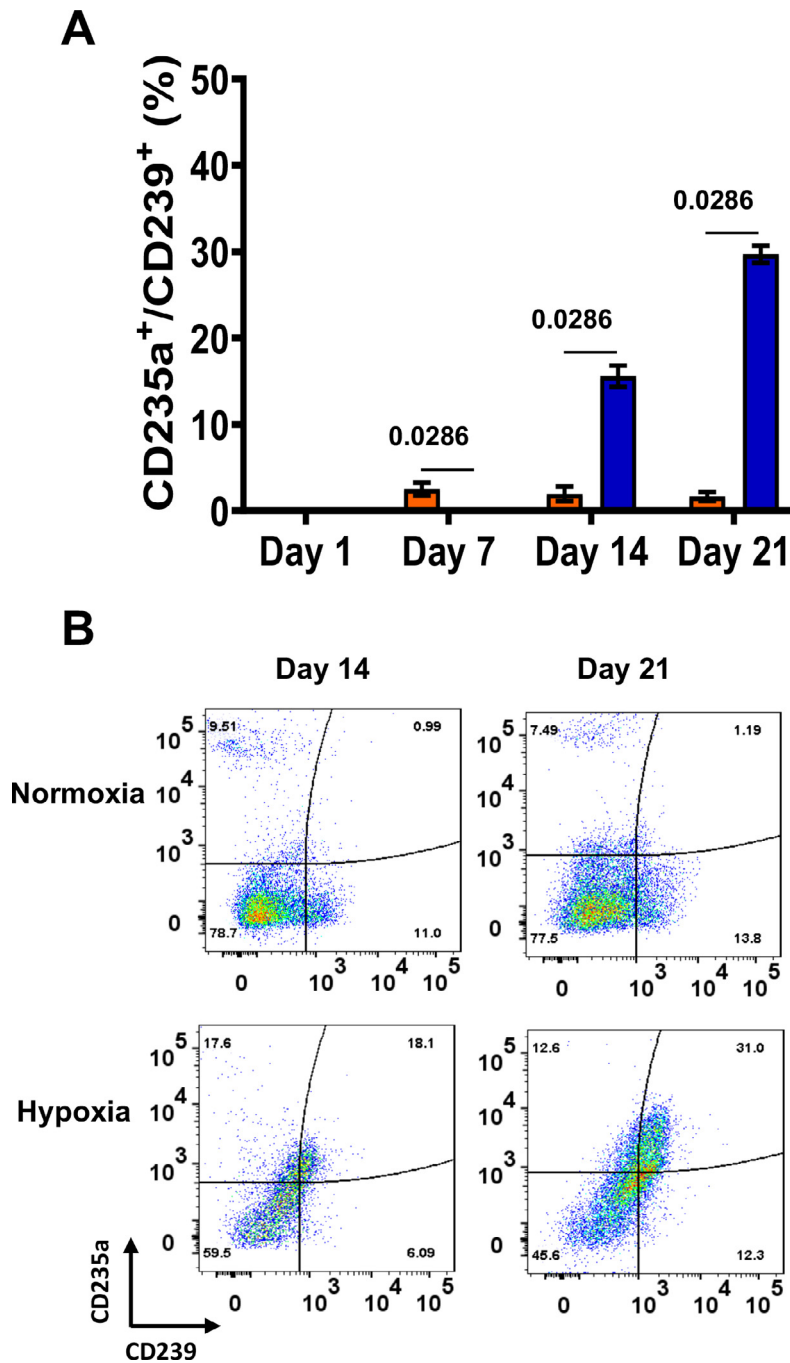 A
CD235a+/CD239+ (%)
50
40
30
20
10
0
0.0286
0.0286
0.0286
Day 1 Day 7 Day 14 Day 21
B
Day 14 Day 21
Normoxia
10^5
10^4
10^3
0
9.51 0.99
78.7 11.0
0 10^3 10^4 10^5
10^5
10^4
10^3
0
7.49 1.19
77.5 13.8
0 10^3 10^4 10^5
Hypoxia
10^5
10^4
10^3
0
17.6 18.1
59.5 6.09
0 10^3 10^4 10^5
10^5
10^4
10^3
0
12.6 31.0
45.6 12.3
0 10^3 10^4 10^5
CD235a
CD239